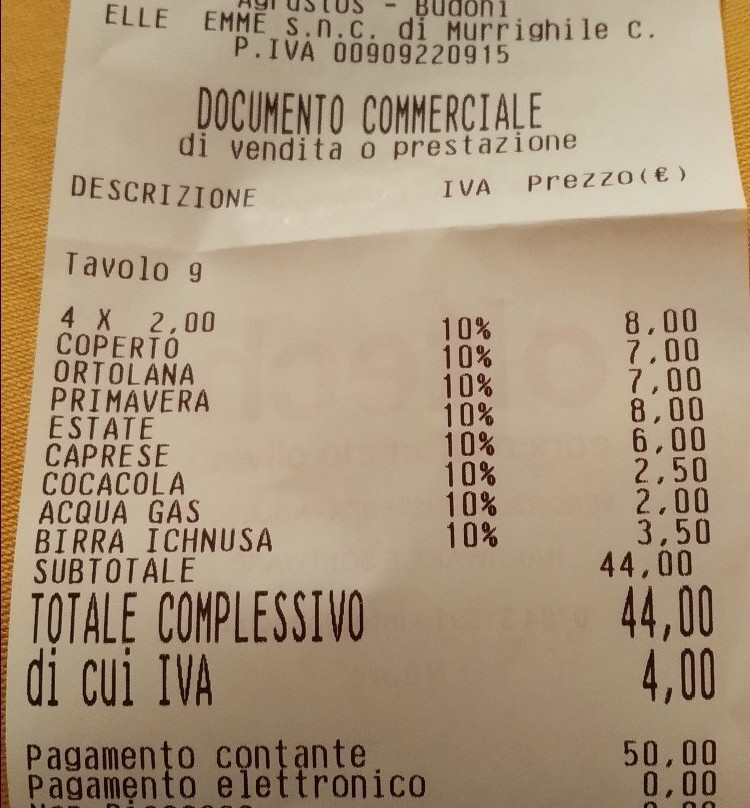 Agrustos - Budoni
ELLE EMME s.n.c. di Murrighile C.
P.IVA 00909220915
DOCUMENTO COMMERCIALE
di vendita o prestazione
DESCRIZIONE IVA Prezzo(€)
Tavolo 9
4 X 2,00
COPERTO 10% 8,00
ORTOLANA 10% 7,00
PRIMAVERA 10% 7,00
ESTATE 10% 8,00
CAPRESE 10% 6,00
COCACOLA 10% 2,50
ACQUA GAS 10% 2,00
BIRRA ICHNUSA 10% 3,50
SUBTOTALE 44,00
TOTALE COMPLESSIVO 44,00
di cui IVA 4,00
Pagamento contante 50,00
Pagamento elettronico 0,00